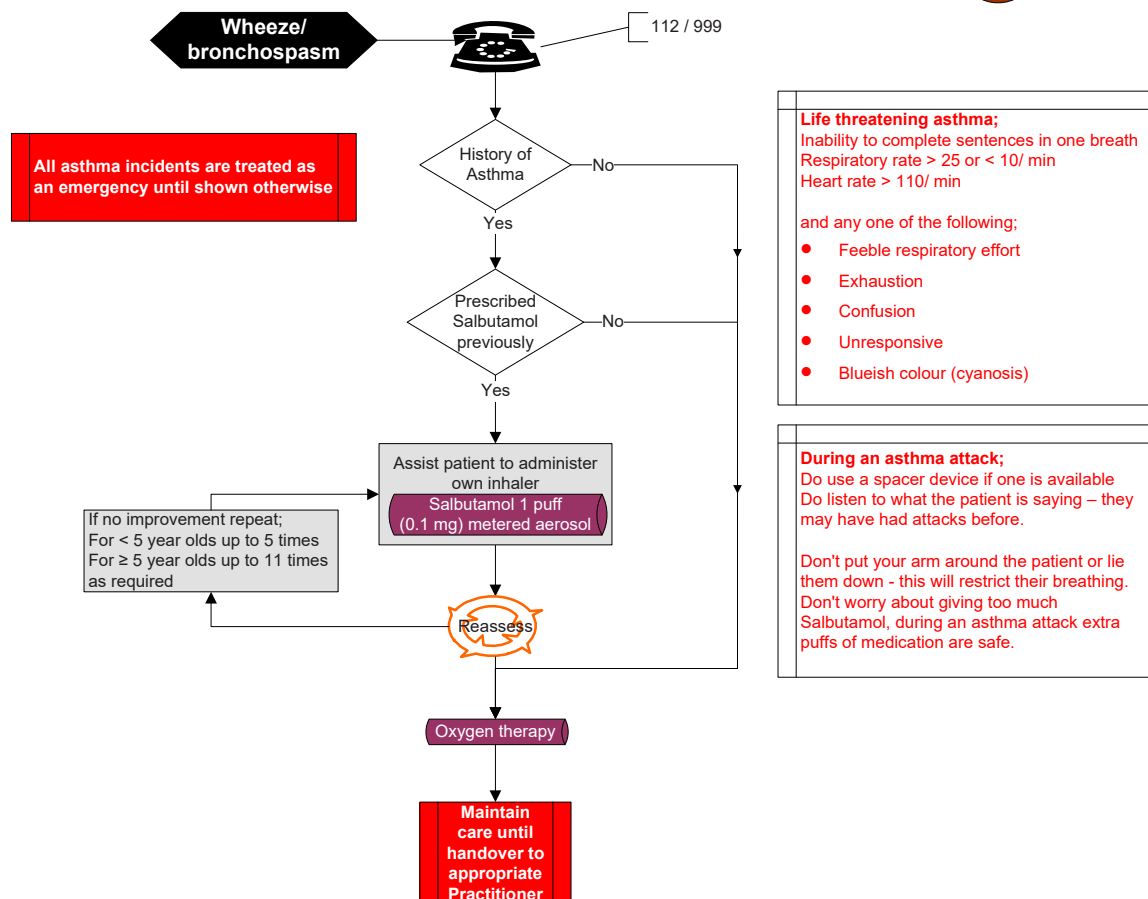 Wheeze/
bronchospasm
112 / 999
All asthma incidents are treated as
an emergency until shown otherwise
History of
Asthma
No
Yes
Prescribed
Salbutamol
previously
No
Yes
Assist patient to administer
own inhaler
Salbutamol 1 puff
(0.1 mg) metered aerosol
If no improvement repeat;
For < 5 year olds up to 5 times
For ≥ 5 year olds up to 11 times
as required
Reassess
Oxygen therapy
Maintain
care until
handover to
appropriate
Practitioner
Life threatening asthma;
Inability to complete sentences in one breath
Respiratory rate > 25 or < 10/ min
Heart rate > 110/ min
and any one of the following;
● Feeble respiratory effort
● Exhaustion
● Confusion
● Unresponsive
● Blueish colour (cyanosis)
During an asthma attack;
Do use a spacer device if one is available
Do listen to what the patient is saying – they
may have had attacks before.
Don't put your arm around the patient or lie
them down - this will restrict their breathing.
Don't worry about giving too much
Salbutamol, during an asthma attack extra
puffs of medication are safe.